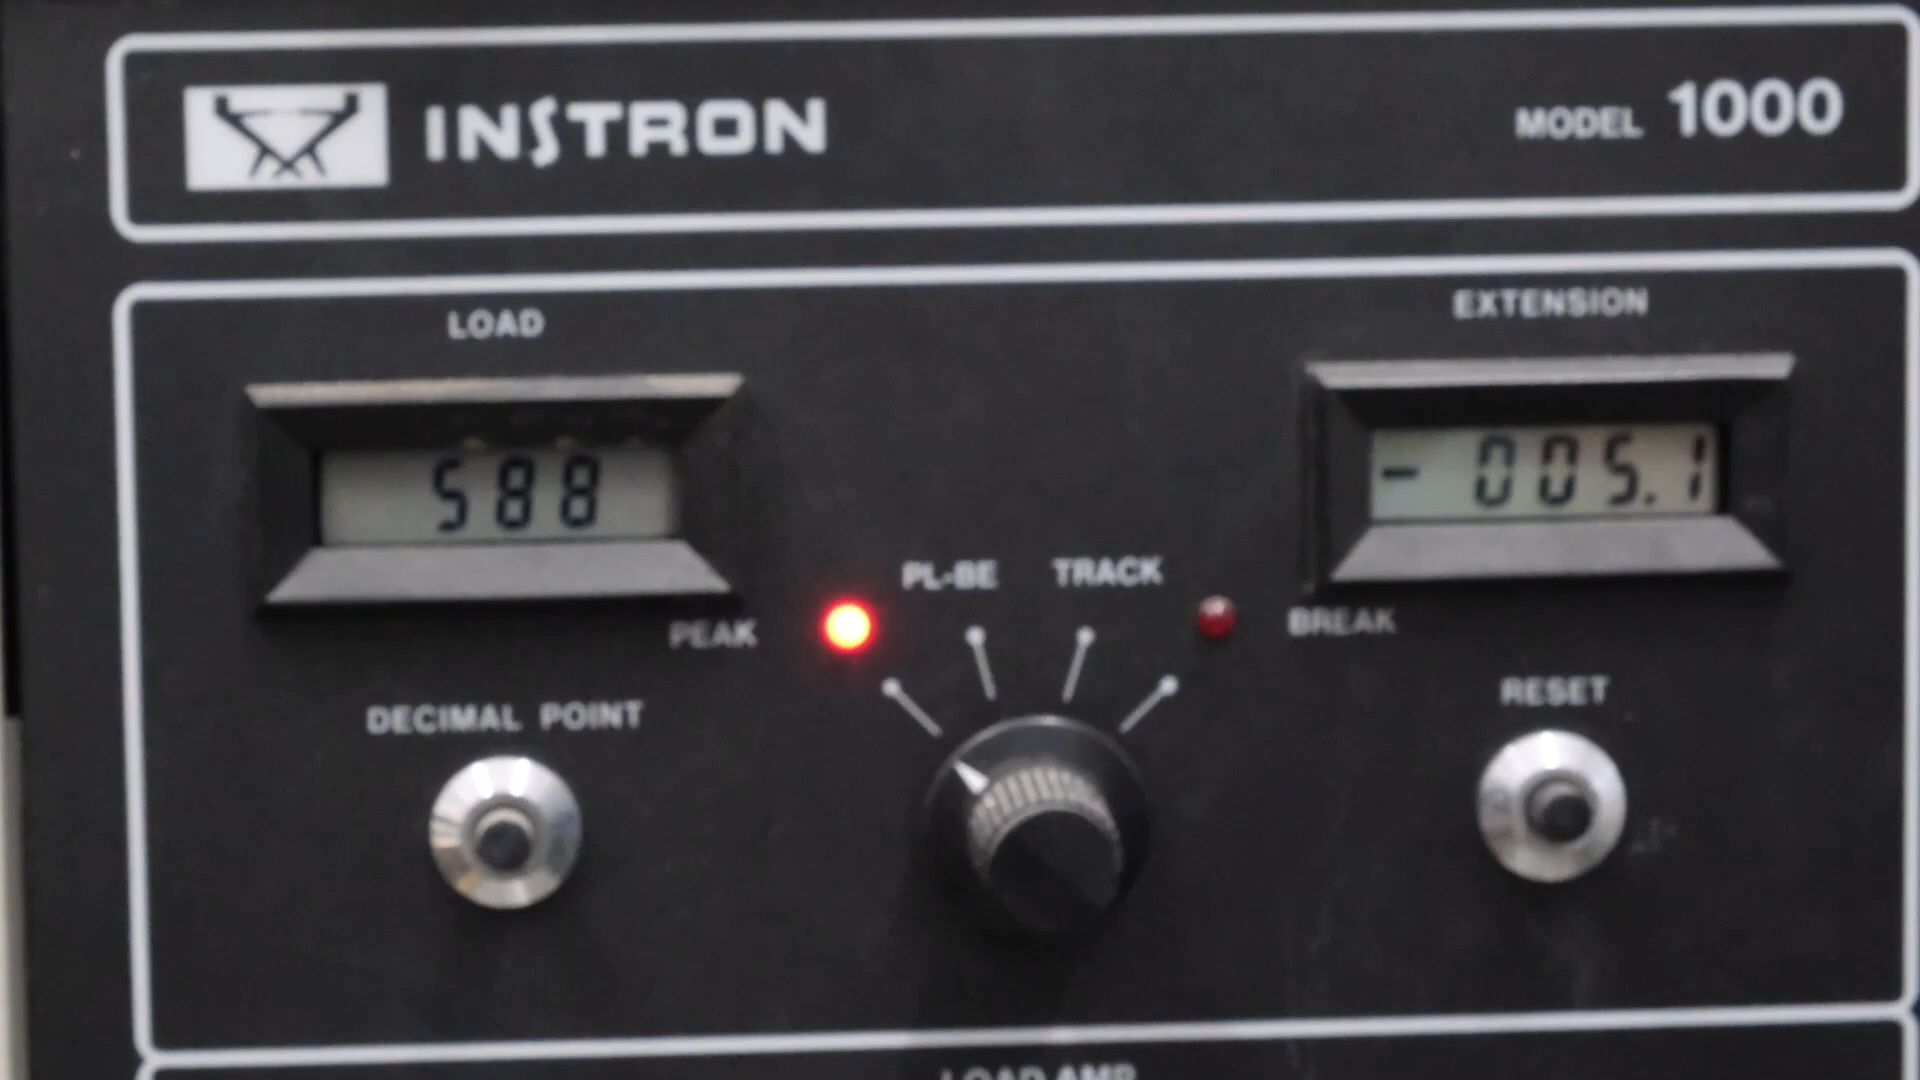 INSTRON
MODEL 1000
LOAD
EXTENSION
588
- 005.1
PL-BE
TRACK
PEAK
BREAK
DECIMAL POINT
RESET
LOAD AMP